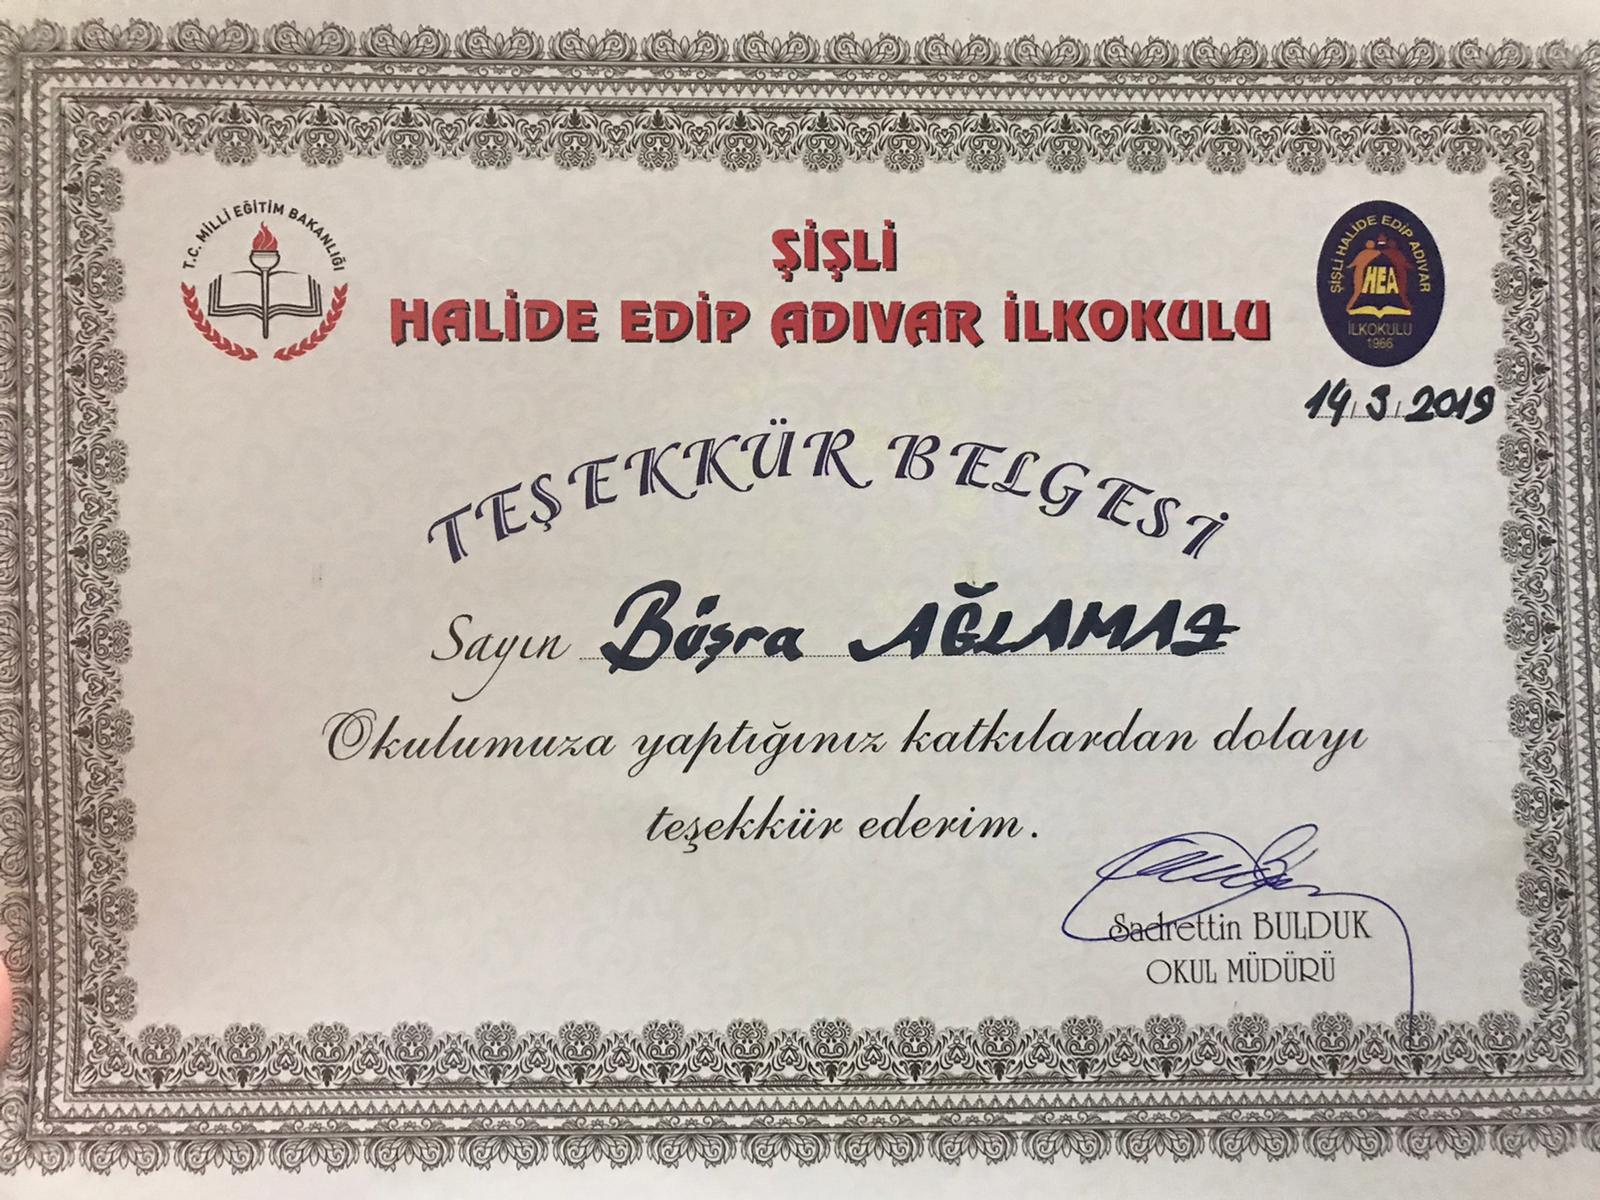 T.C. MİLLİ EĞİTİM BAKANLIĞI
ŞİŞLİ
HALİDE EDİP ADIVAR İLKOKULU
ŞİŞLİ HALİDE EDİP ADIVAR
HEA
İLKOKULU
1966
14/3/2019
TEŞEKKÜR BELGESİ
Sayın Büşra AĞLAMAZ
Okulumuza yaptığınız katkılardan dolayı
teşekkür ederim.
Sadrettin BULDUK
OKUL MÜDÜRÜ